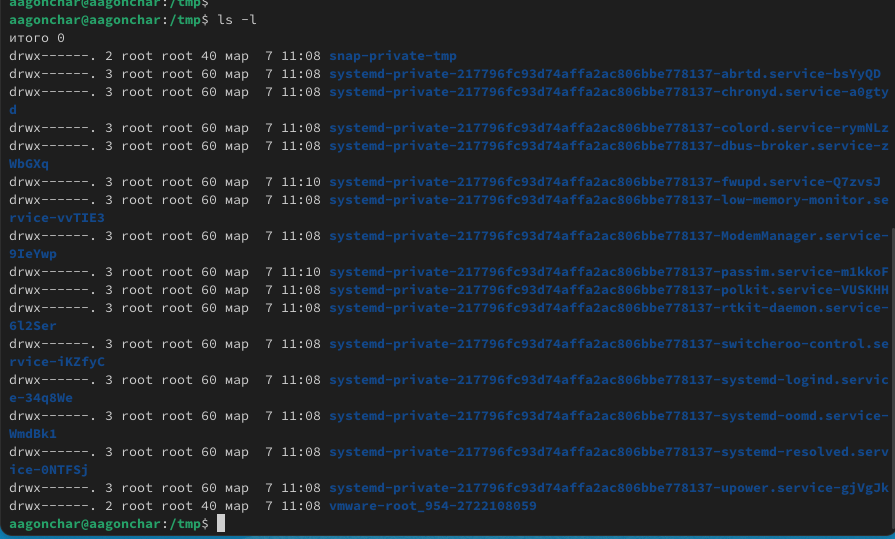 aagonchar@aagonchar:/tmp$
aagonchar@aagonchar:/tmp$ ls -l
итого 0
drwx------. 2 root root 40 мар  7 11:08 snap-private-tmp
drwx------. 3 root root 60 мар  7 11:08 systemd-private-217796fc93d74affa2ac806bbe778137-abrtd.service-bsYyQD
drwx------. 3 root root 60 мар  7 11:08 systemd-private-217796fc93d74affa2ac806bbe778137-chronyd.service-a0gty
d
drwx------. 3 root root 60 мар  7 11:08 systemd-private-217796fc93d74affa2ac806bbe778137-colord.service-rymNLz
drwx------. 3 root root 60 мар  7 11:08 systemd-private-217796fc93d74affa2ac806bbe778137-dbus-broker.service-z
WbGXq
drwx------. 3 root root 60 мар  7 11:10 systemd-private-217796fc93d74affa2ac806bbe778137-fwupd.service-Q7zvsJ
drwx------. 3 root root 60 мар  7 11:08 systemd-private-217796fc93d74affa2ac806bbe778137-low-memory-monitor.se
rvice-vvTIE3
drwx------. 3 root root 60 мар  7 11:08 systemd-private-217796fc93d74affa2ac806bbe778137-ModemManager.service-
9IeYwp
drwx------. 3 root root 60 мар  7 11:10 systemd-private-217796fc93d74affa2ac806bbe778137-passim.service-m1kkoF
drwx------. 3 root root 60 мар  7 11:08 systemd-private-217796fc93d74affa2ac806bbe778137-polkit.service-VUSKHH
drwx------. 3 root root 60 мар  7 11:08 systemd-private-217796fc93d74affa2ac806bbe778137-rtkit-daemon.service-
Gl2Ser
drwx------. 3 root root 60 мар  7 11:08 systemd-private-217796fc93d74affa2ac806bbe778137-switcheroo-control.se
rvice-iKZfyC
drwx------. 3 root root 60 мар  7 11:08 systemd-private-217796fc93d74affa2ac806bbe778137-systemd-logind.servic
e-34q8We
drwx------. 3 root root 60 мар  7 11:08 systemd-private-217796fc93d74affa2ac806bbe778137-systemd-oomd.service-
WmdBk1
drwx------. 3 root root 60 мар  7 11:08 systemd-private-217796fc93d74affa2ac806bbe778137-systemd-resolved.serv
ice-0NTFSj
drwx------. 3 root root 60 мар  7 11:08 systemd-private-217796fc93d74affa2ac806bbe778137-upower.service-gjVgJk
drwx------. 2 root root 40 мар  7 11:08 vmware-root_954-2722108059
aagonchar@aagonchar:/tmp$